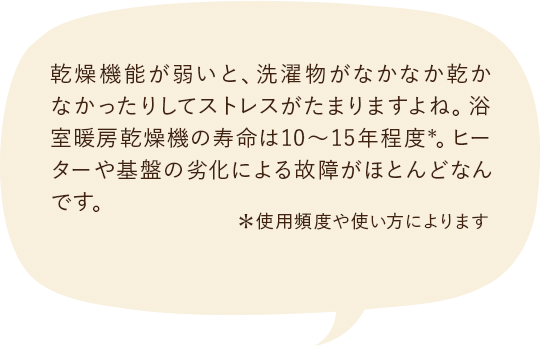 乾燥機能が弱いと、洗濯物がなかなか乾か
なかったりしてストレスがたまりますよね。浴
室暖房乾燥機の寿命は10〜15年程度*。ヒー
ターや基盤の劣化による故障がほとんどなん
です。
＊使用頻度や使い方によります